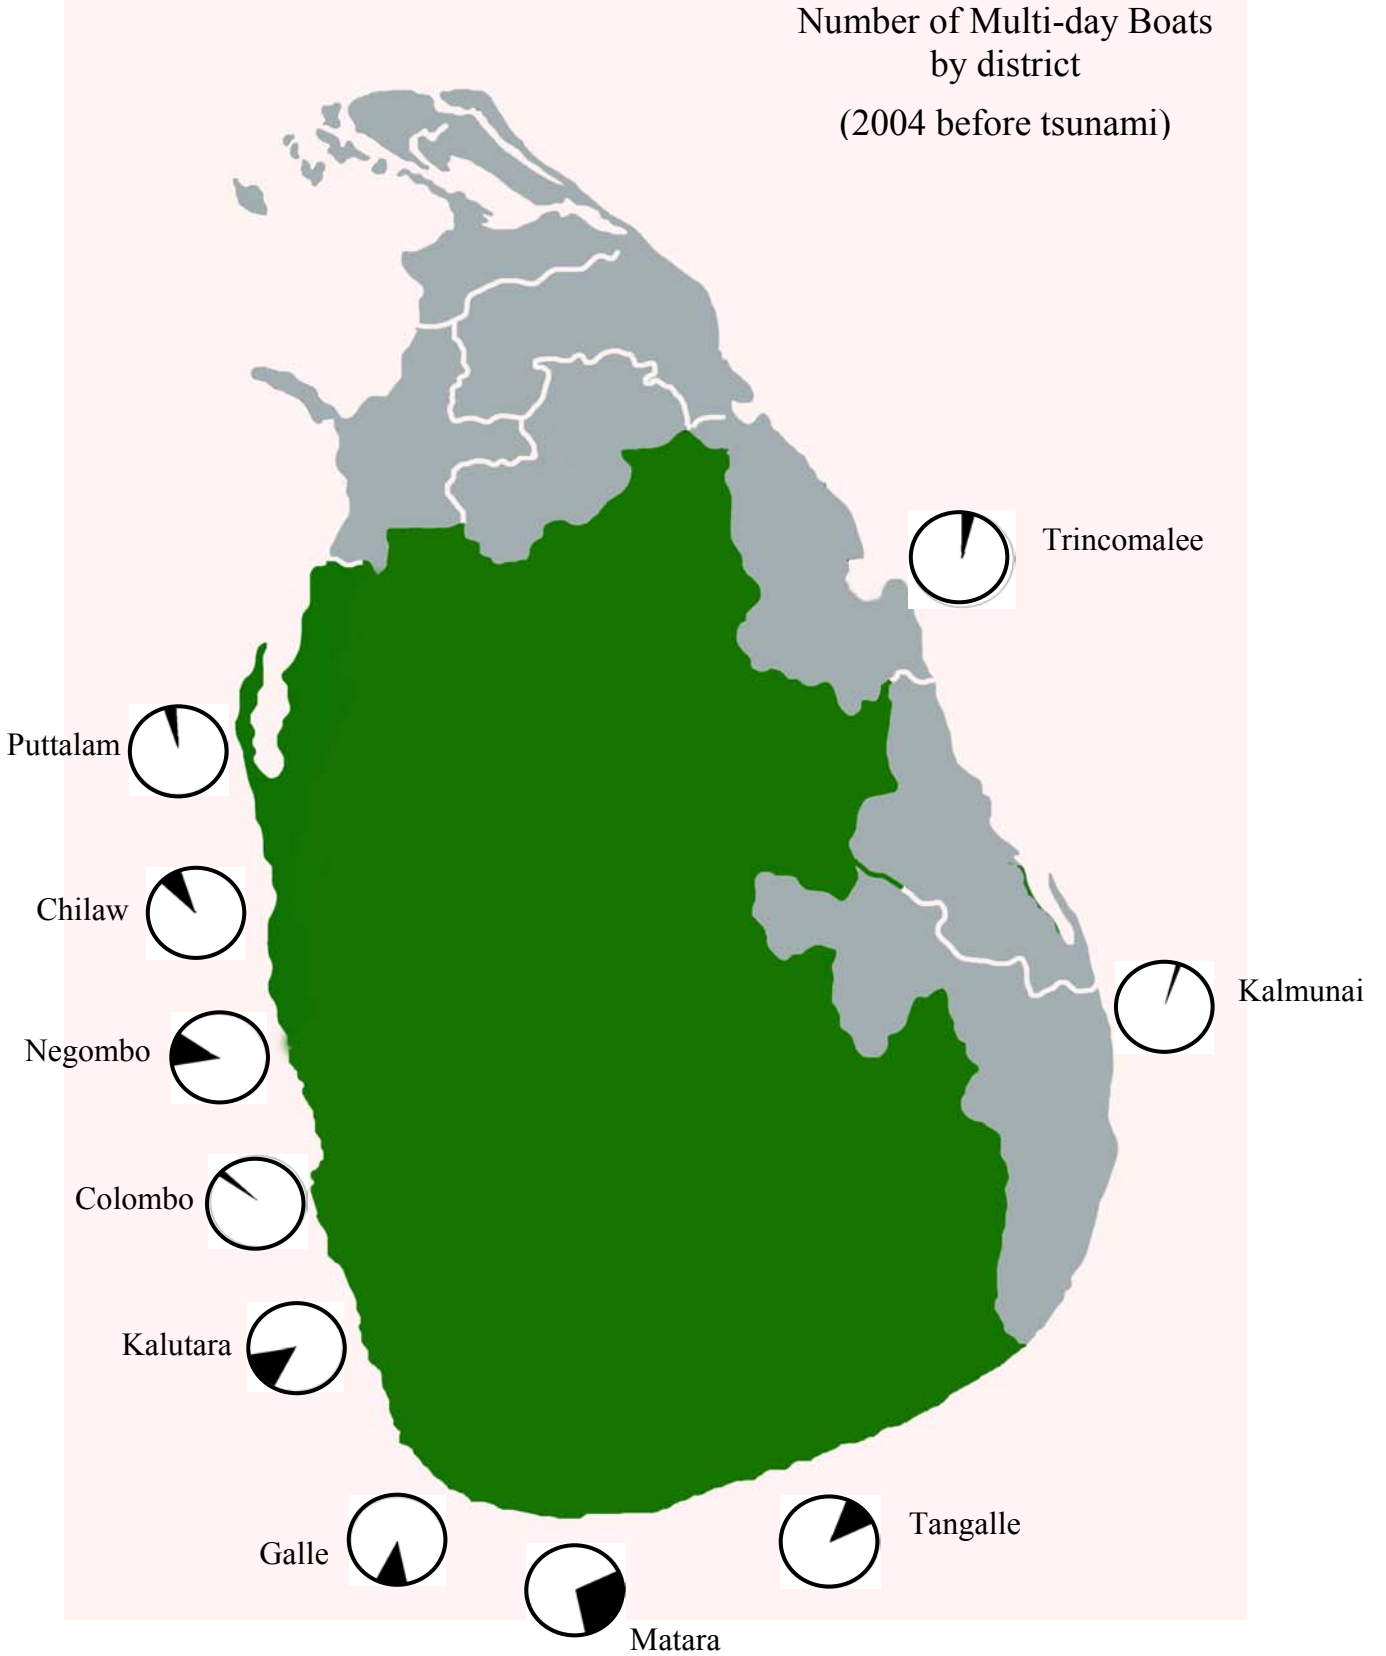 Number of Multi-day Boats
by district
(2004 before tsunami)
Trincomalee
Puttalam
Chilaw
Kalmunai
Negombo
Colombo
Kalutara
Tangalle
Galle
Matara